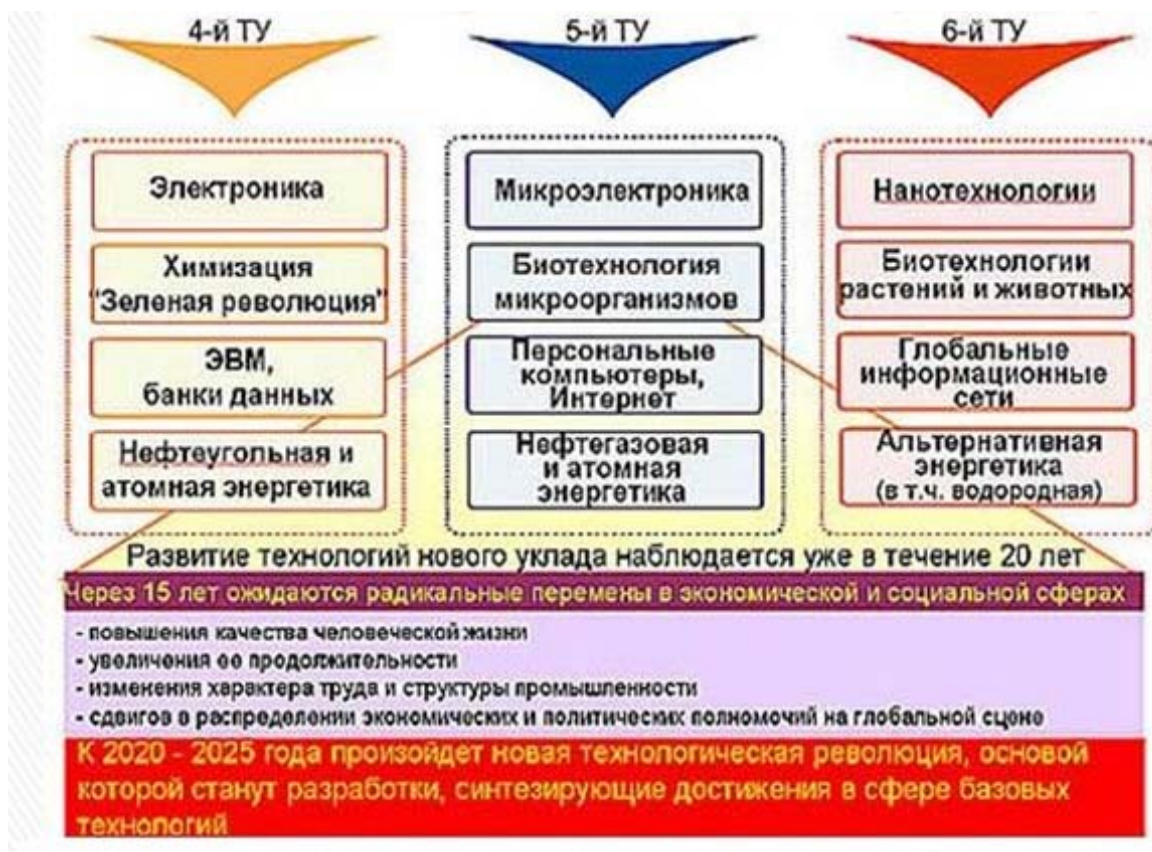 4-й ТУ
5-й ТУ
6-й ТУ
Электроника
Химизация
"Зеленая революция"
ЭВМ,
банки данных
Нефтеугольная и
атомная энергетика
Микроэлектроника
Биотехнология
микроорганизмов
Персональные
компьютеры,
Интернет
Нефтегазовая
и атомная
энергетика
Нанотехнологии
Биотехнологии
растений и животных
Глобальные
информационные
сети
Альтернативная
энергетика
(в т.ч. водородная)
Развитие технологий нового уклада наблюдается уже в течение 20 лет
Через 15 лет ожидаются радикальные перемены в экономической и социальной сферах
- повышения качества человеческой жизни
- увеличения ее продолжительности
- изменения характера труда и структуры промышленности
- сдвигов в распределении экономических и политических полномочий на глобальной сцене
К 2020 - 2025 года произойдет новая технологическая революция, основой
которой станут разработки, синтезирующие достижения в сфере базовых
технологий